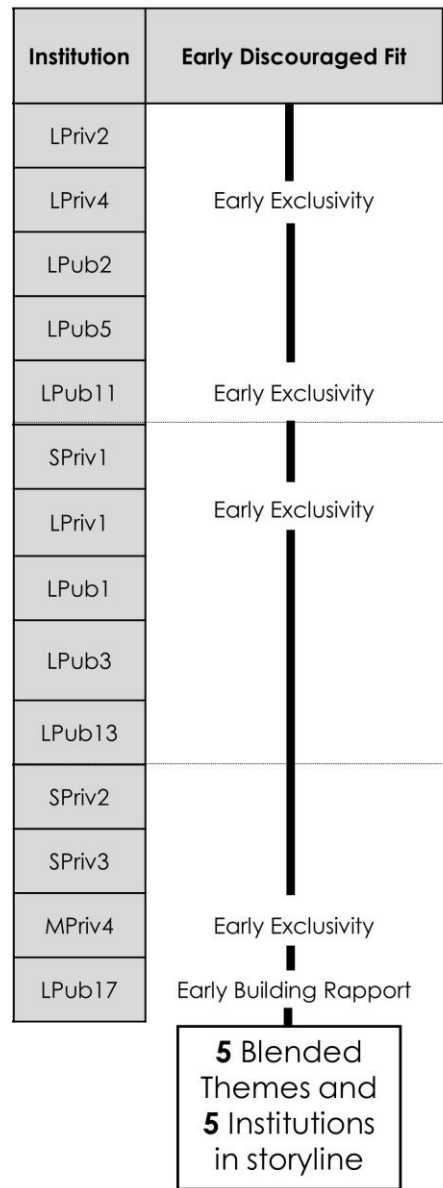 Institution Early Discouraged Fit
LPriv2
LPriv4 Early Exclusivity
LPub2
LPub5
LPub11 Early Exclusivity
SPriv1
LPriv1 Early Exclusivity
LPub1
LPub3
LPub13
SPriv2
SPriv3
MPriv4 Early Exclusivity
LPub17 Early Building Rapport
5 Blended
Themes and
5 Institutions
in storyline